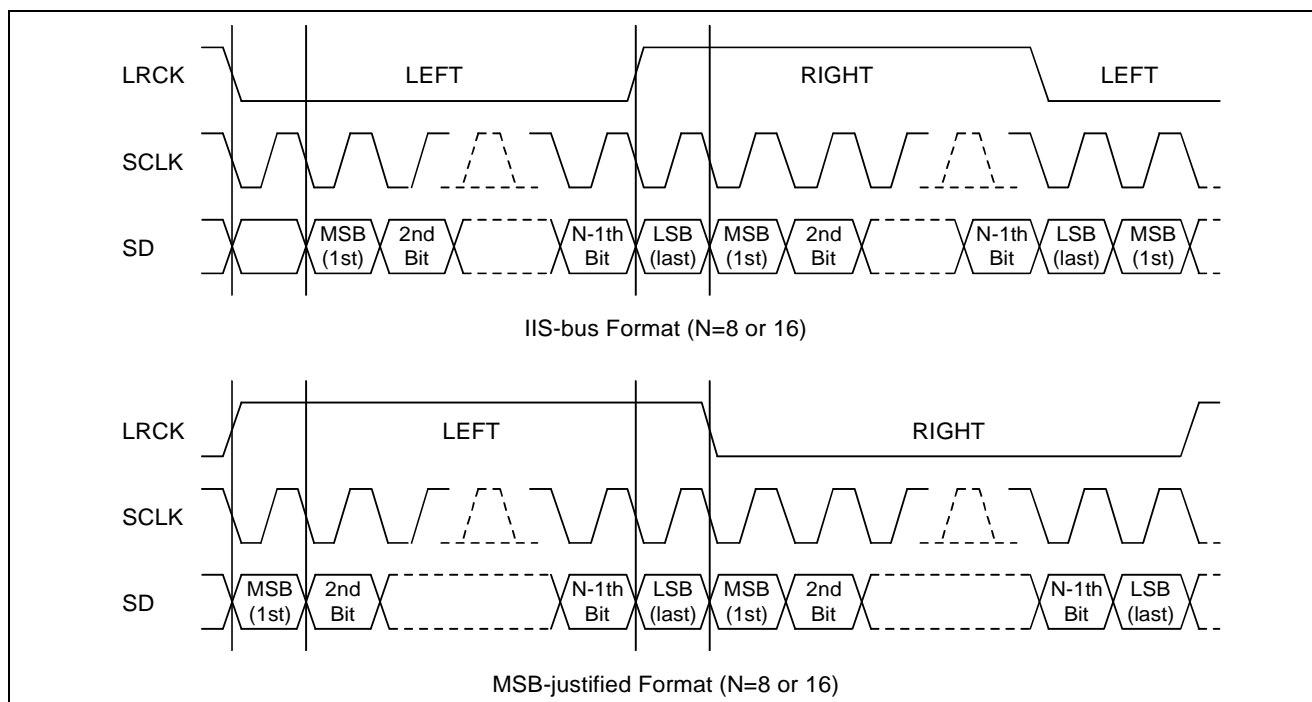 LRCK LEFT RIGHT LEFT
SCLK
SD MSB (1st) 2nd Bit N-1th Bit LSB (last) MSB (1st) 2nd Bit N-1th Bit LSB (last) MSB (1st)
IIS-bus Format (N=8 or 16)
LRCK LEFT RIGHT
SCLK
SD MSB (1st) 2nd Bit N-1th Bit LSB (last) MSB (1st) 2nd Bit N-1th Bit LSB (last)
MSB-justified Format (N=8 or 16)